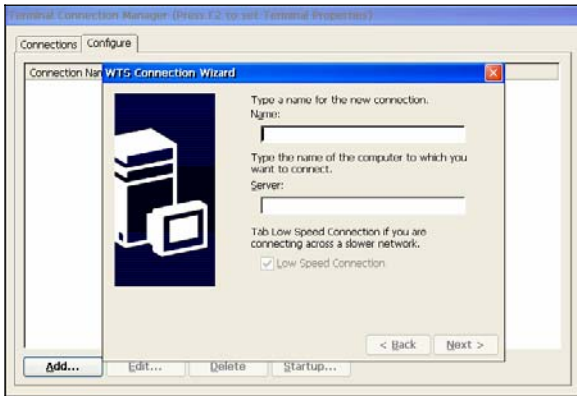 Terminal Connection Manager (Press F2 to set Terminal Properties)
Connections Configure
Connection Nan
WTS Connection Wizard
Type a name for the new connection.
Name:
Type the name of the computer to which you
want to connect.
Server:
Tab Low Speed Connection if you are
connecting across a slower network.
Low Speed Connection
< Back Next >
Add... Edit... Delete Startup...